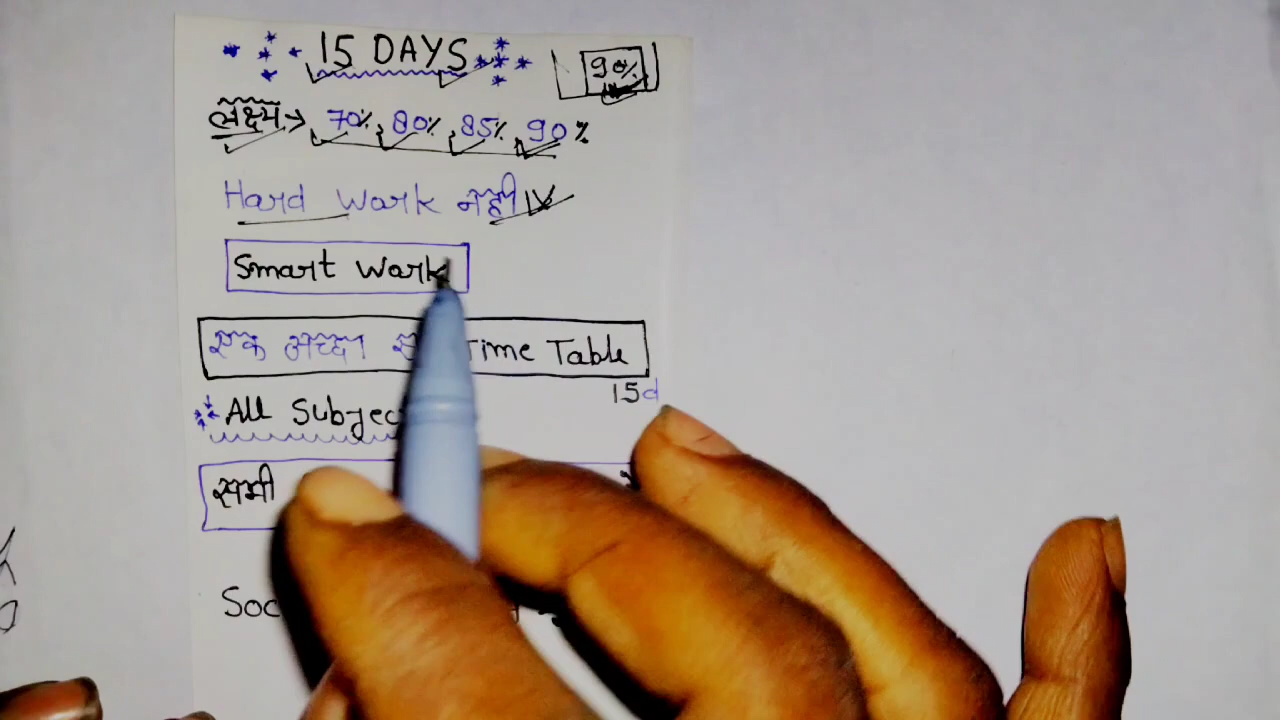 15 DAYS
90%
लक्ष्य → 70%, 80%, 85%, 90%
Hard Work नही
Smart Work
एक अच्छा Time Table
15d
All Subjec
सभी
Soc